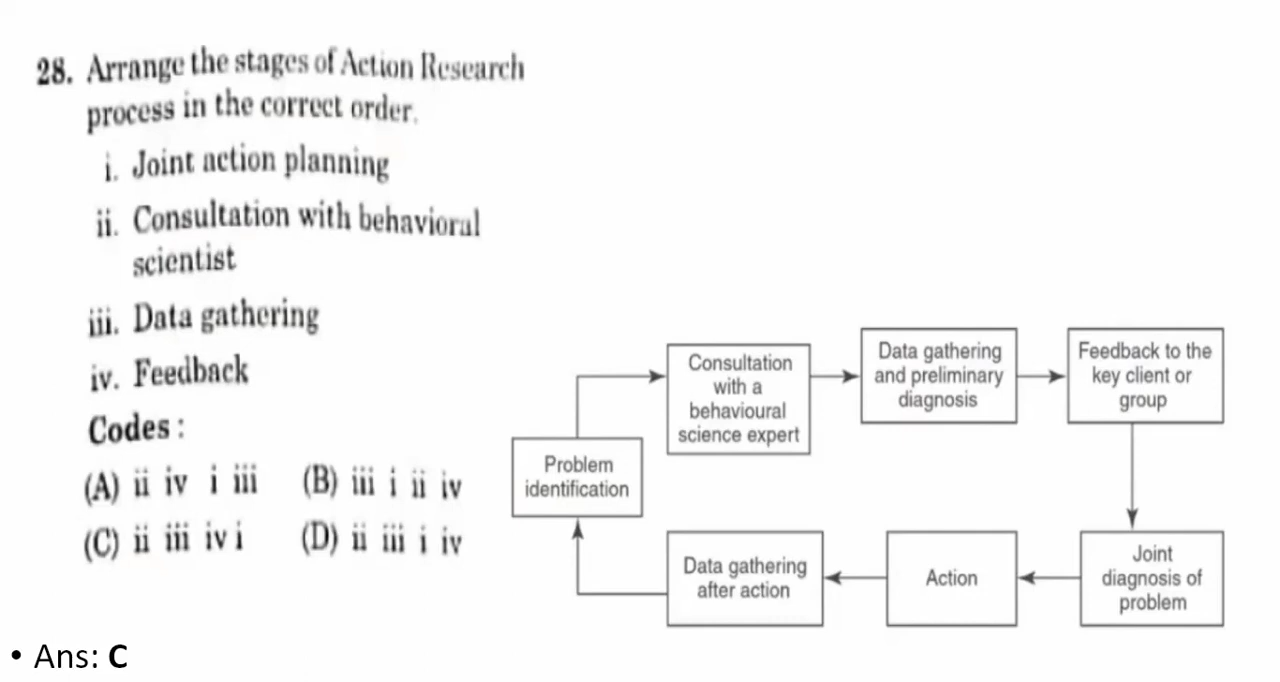 28. Arrange the stages of Action Research
process in the correct order.
i. Joint action planning
ii. Consultation with behavioral
scientist
iii. Data gathering
iv. Feedback
Codes :
(A) ii iv i iii (B) iii i ii iv
(C) ii iii iv i (D) ii iii i iv
Problem
identification
Consultation
with a
behavioural
science expert
Data gathering
and preliminary
diagnosis
Feedback to the
key client or
group
Joint
diagnosis of
problem
Action
Data gathering
after action
• Ans: C